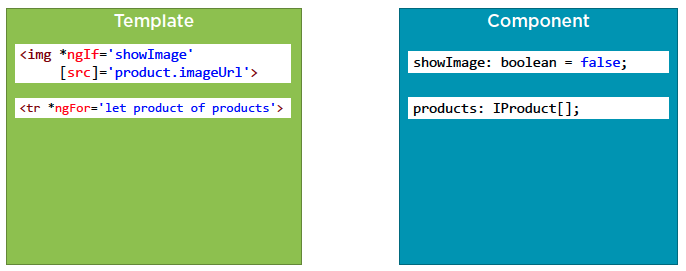 Template
<img *ngIf='showImage'
[src]='product.imageUrl'>
<tr *ngFor='let product of products'>
Component
showImage: boolean = false;
products: IProduct[];